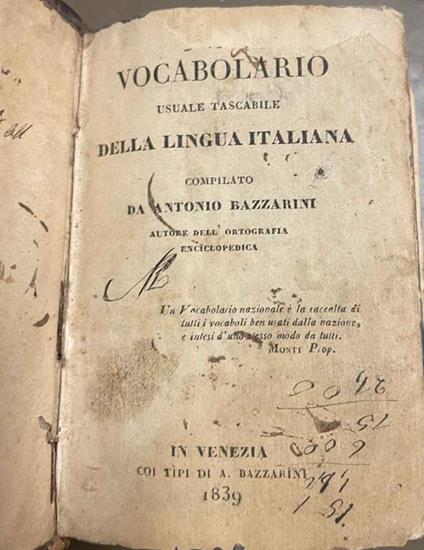 VOCABOLARIO
USUALE TASCABILE
DELLA LINGUA ITALIANA
COMPILATO
DA ANTONIO BAZZARINI
AUTORE DELL' ORTOGRAFIA
ENCICLOPEDICA
Un Vocabolario nazionale è la raccolta di
tutti i vocaboli ben usati dalla nazione,
e intesi d'uno stesso modo da tutti.
MONTI Prop.
IN VENEZIA
COI TIPI DI A. BAZZARINI
1839